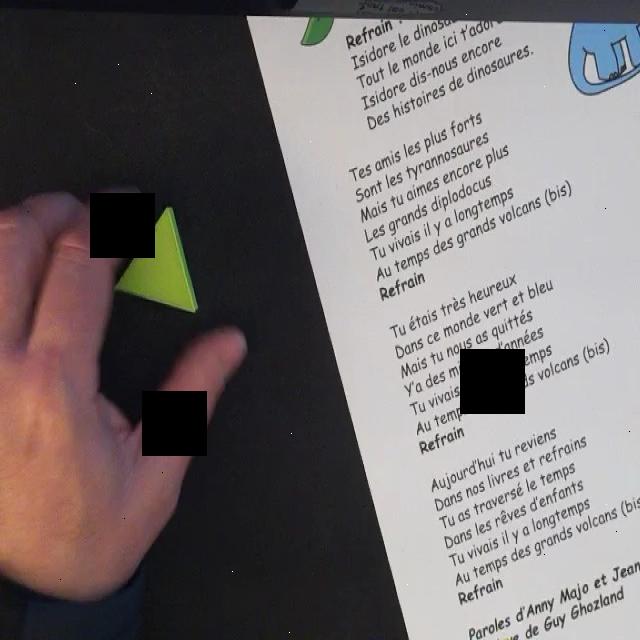 Refrain
Isidore le
Tout le monde ici t'adore
Isidore dis-nous encore
Des histoires de dinosaures.
Tes amis les plus forts
Sont les tyrannosaures
Mais tu aimes encore plus
Les grands diplodocus
Tu vivais il y a longtemps
Au temps des grands volcans (bis)
Refrain
Tu étais très heureux
Dans ce monde vert et bleu
Mais tu nous as quittés
Y'a des d'années
Tu vivais
Au volcans (bis)
Refrain
Aujourd'hui tu reviens
Dans nos livres et refrains
Tu as traversé le temps
Dans les rêves d'enfants
Tu vivais il y a longtemps
Au temps des grands volcans (bis
Refrain
Paroles d'Anny Majo et Jean
de Guy Ghozland